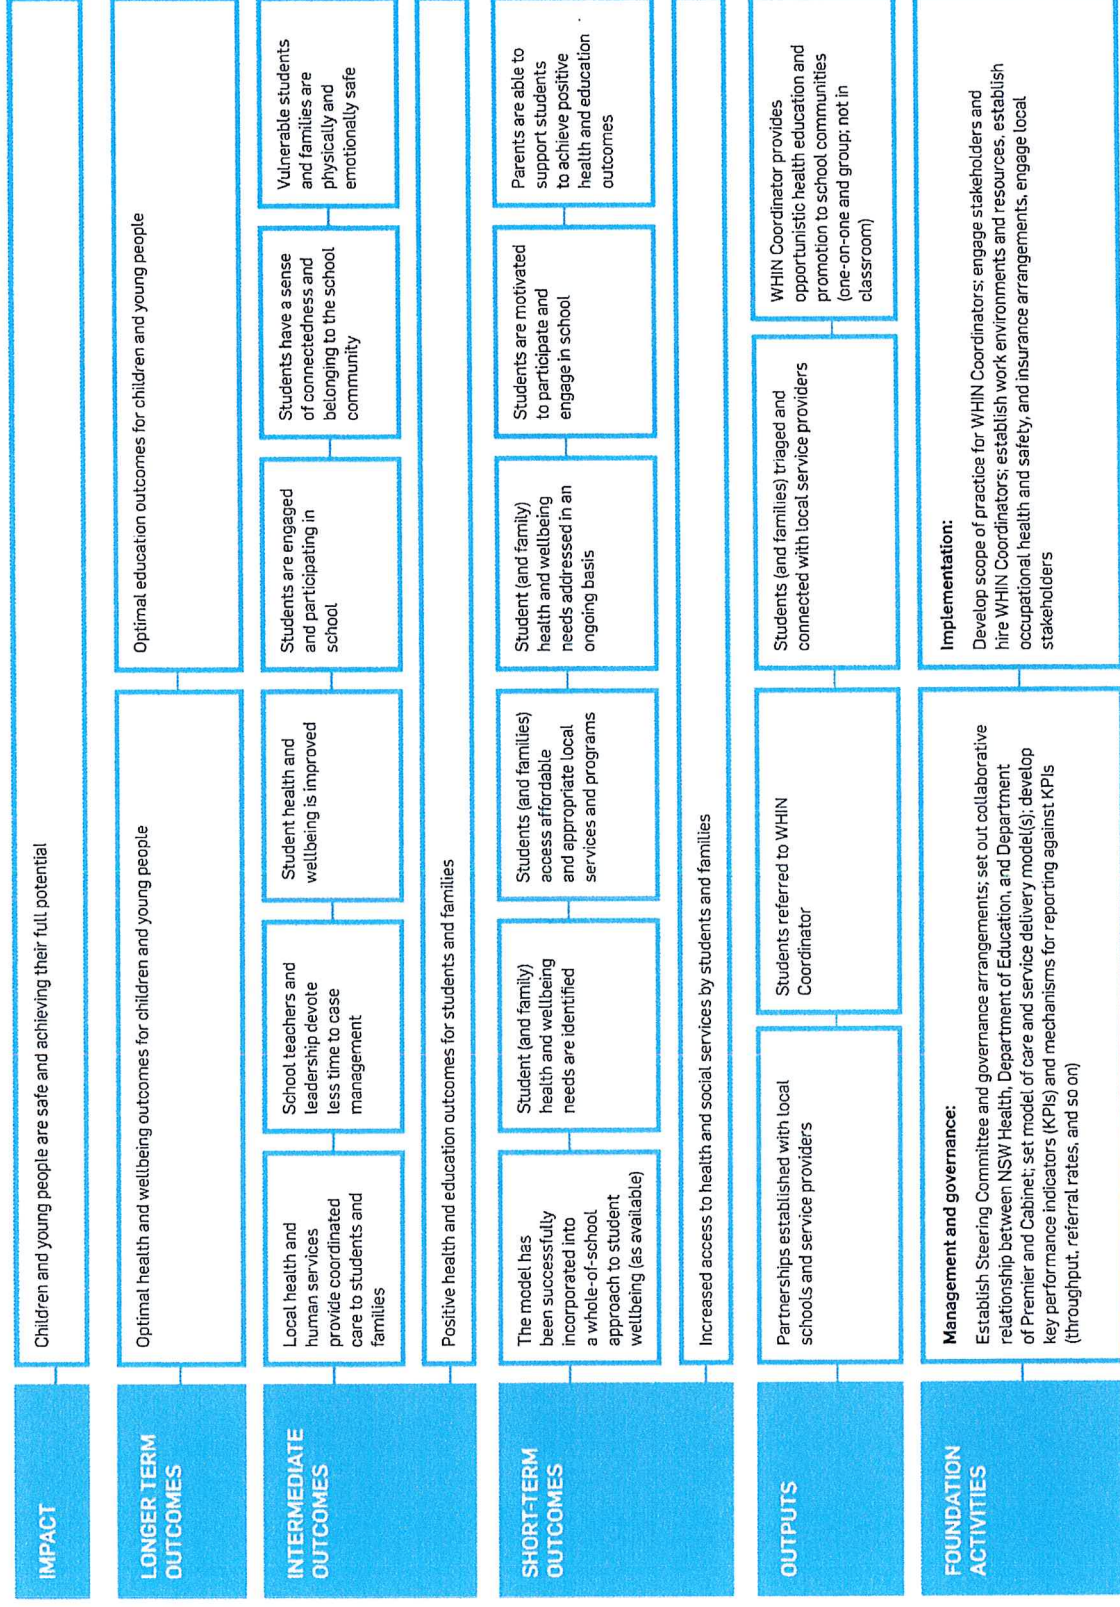 IMPACT
Children and young people are safe and achieving their full potential
LONGER TERM
OUTCOMES
Optimal health and wellbeing outcomes for children and young people
Optimal education outcomes for children and young people
INTERMEDIATE
OUTCOMES
Local health and
human services
provide coordinated
care to students and
families
School teachers and
leadership devote
less time to case
management
Student health and
wellbeing is improved
Students are engaged
and participating in
school
Students have a sense
of connectedness and
belonging to the school
community
Vulnerable students
and families are
physically and
emotionally safe
Positive health and education outcomes for students and families
SHORT-TERM
OUTCOMES
The model has
been successfully
incorporated into
a whole-of-school
approach to student
wellbeing (as available)
Student (and family)
health and wellbeing
needs are identified
Students (and families)
access affordable
and appropriate local
services and programs
Student (and family)
health and wellbeing
needs addressed in an
ongoing basis
Students are motivated
to participate and
engage in school
Parents are able to
support students
to achieve positive
health and education
outcomes
Increased access to health and social services by students and families
OUTPUTS
Partnerships established with local
schools and service providers
Students referred to WHIN
Coordinator
Students (and families) triaged and
connected with local service providers
WHIN Coordinator provides
opportunistic health education and
promotion to school communities
(one-on-one and group; not in
classroom)
FOUNDATION
ACTIVITIES
Management and governance:
Establish Steering Committee and governance arrangements; set out collaborative
relationship between NSW Health, Department of Education, and Department
of Premier and Cabinet; set model of care and service delivery model(s); develop
key performance indicators (KPIs) and mechanisms for reporting against KPIs
(throughput, referral rates, and so on)
Implementation:
Develop scope of practice for WHIN Coordinators; engage stakeholders and
hire WHIN Coordinators; establish work environments and resources, establish
occupational health and safety, and insurance arrangements, engage local
stakeholders